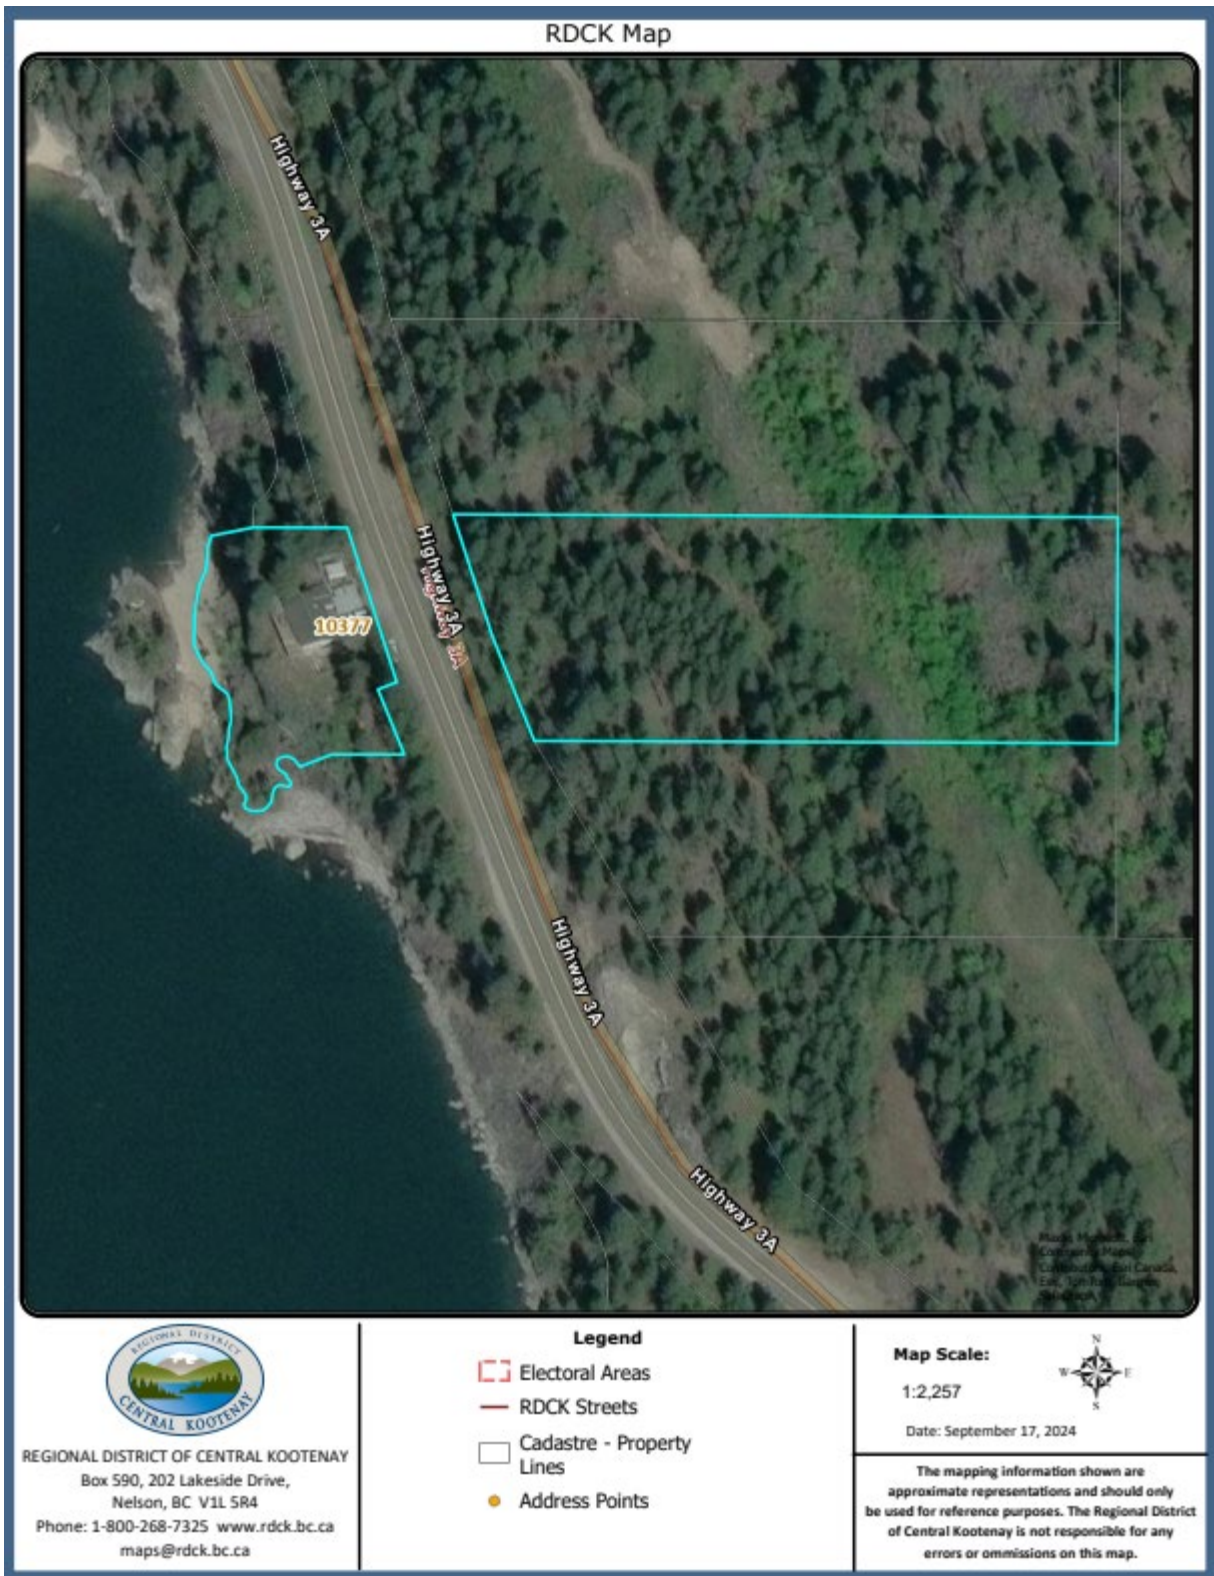 RDCK Map
Highway 3A
Highway 3A
10377
Highway 3A
Highway 3A
Community Maps
Esri Canada,
REGIONAL DISTRICT
CENTRAL KOOTENAY
REGIONAL DISTRICT OF CENTRAL KOOTENAY
Box 590, 202 Lakeside Drive,
Nelson, BC V1L 5R4
Phone: 1-800-268-7325 www.rdck.bc.ca
maps@rdck.bc.ca
Legend
Electoral Areas
RDCK Streets
Cadastre - Property
Lines
Address Points
Map Scale:
1:2,257
N
W
E
S
Date: September 17, 2024
The mapping information shown are
approximate representations and should only
be used for reference purposes. The Regional District
of Central Kootenay is not responsible for any
errors or ommissions on this map.